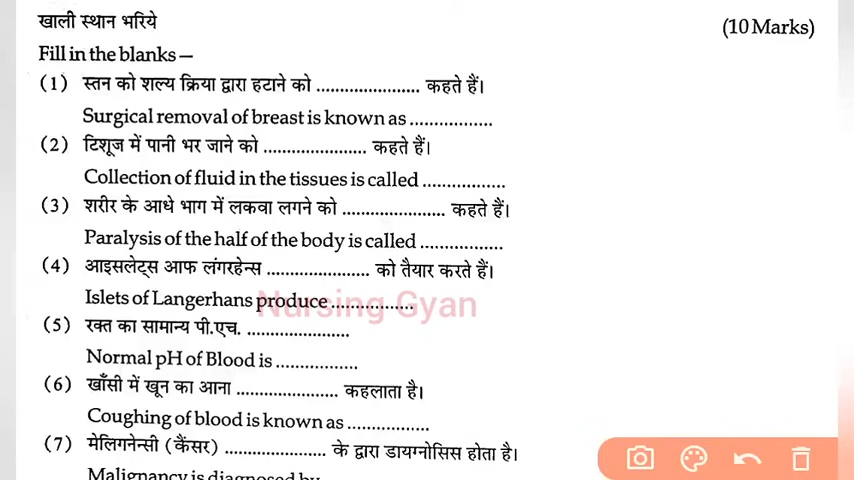 खाली स्थान भरिये
(10 Marks)
Fill in the blanks –
(1) स्तन को शल्य क्रिया द्वारा हटाने को ...................... कहते हैं।
Surgical removal of breast is known as .................
(2) टिशूज में पानी भर जाने को ...................... कहते हैं।
Collection of fluid in the tissues is called .................
(3) शरीर के आधे भाग में लकवा लगने को ...................... कहते हैं।
Paralysis of the half of the body is called .................
(4) आइसलेट्स आफ लंगरहेन्स ...................... को तैयार करते हैं।
Islets of Langerhans produce .................
Nursing Gyan
(5) रक्त का सामान्य पी.एच. ......................
Normal pH of Blood is .................
(6) खाँसी में खून का आना ...................... कहलाता है।
Coughing of blood is known as .................
(7) मेलिगनेन्सी (कैंसर) ...................... के द्वारा डायग्नोसिस होता है।
Malignancy is diagnosed by